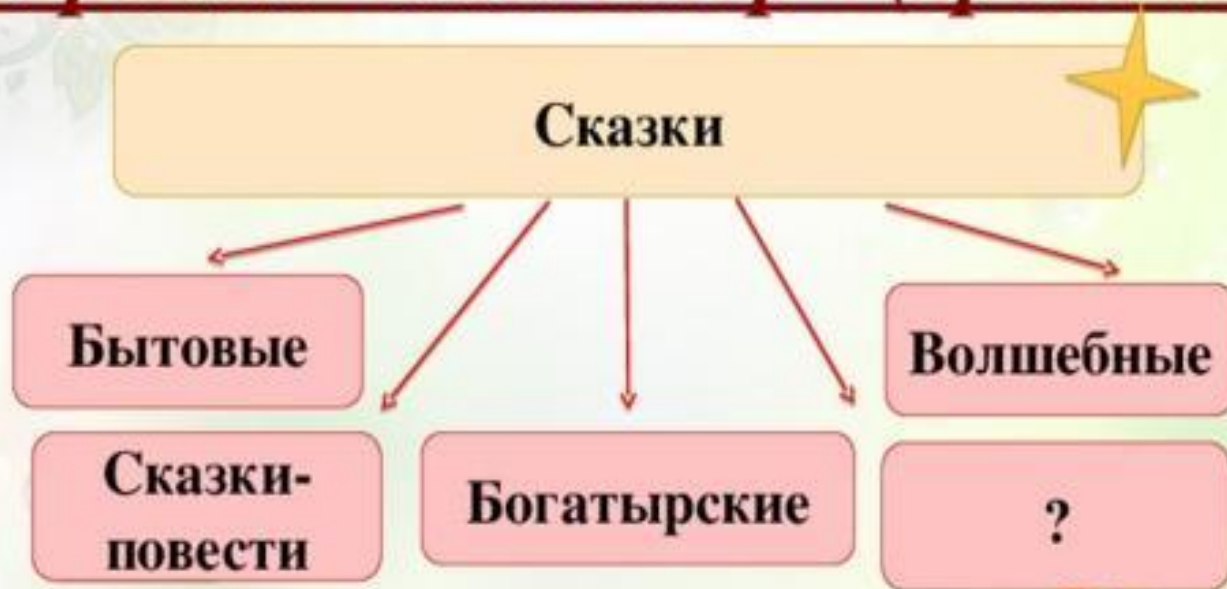 Сказки
Бытовые
Волшебные
Сказки-
повести
Богатырские
?